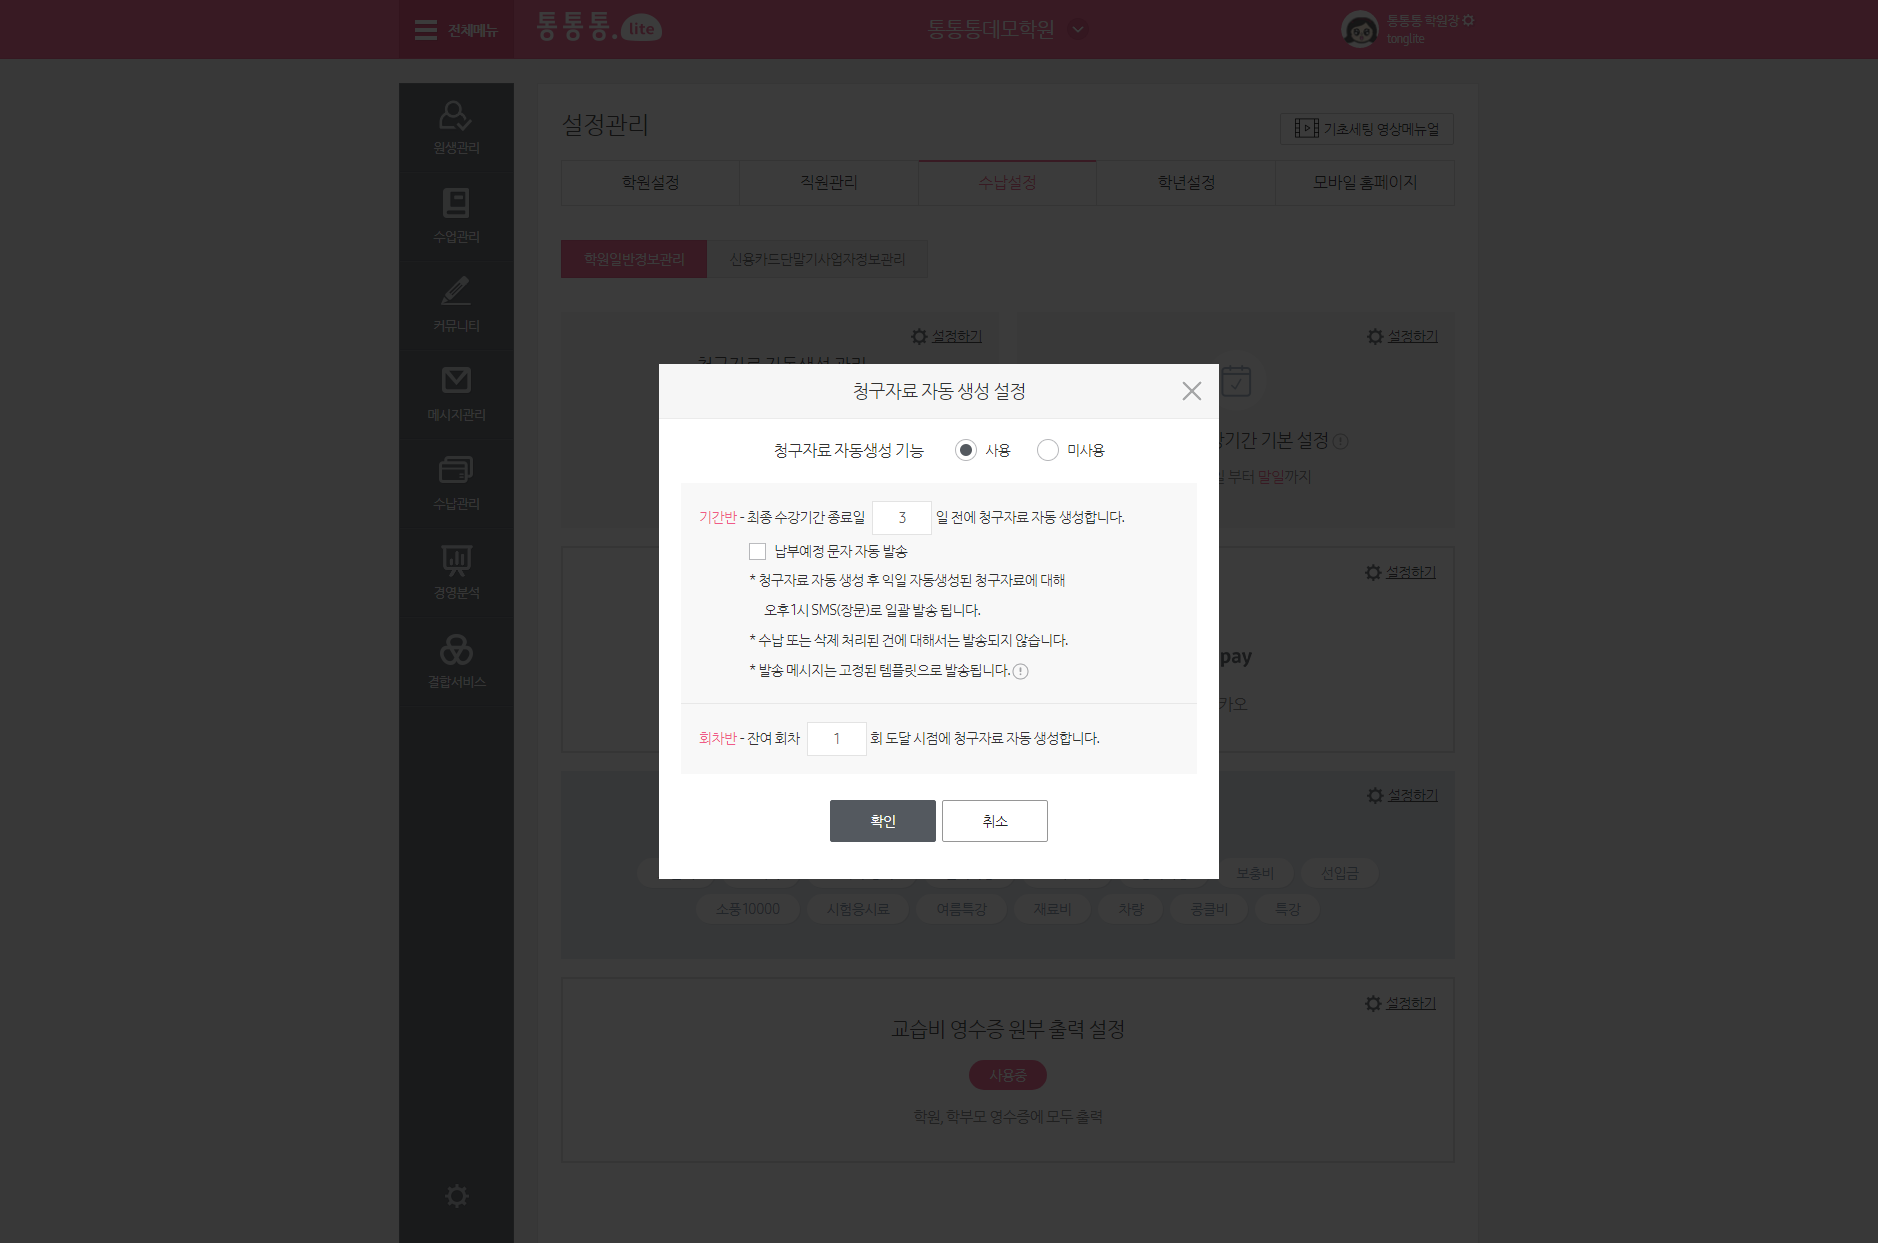 전체메뉴
통통통.lite
통통통데모학원
통통통 학원장
tonglite
원생관리
수업관리
커뮤니티
메시지관리
수납관리
경영분석
결합서비스
설정관리
기초세팅 영상메뉴얼
학원설정
직원관리
수납설정
학년설정
모바일 홈페이지
학원일반정보관리
신용카드단말기사업자정보관리
설정하기
설정하기
청구자료 자동 생성 설정
청구자료 자동생성 기능
사용
미사용
기간반 - 최종 수강기간 종료일 3 일 전에 청구자료 자동 생성합니다.
납부예정 문자 자동 발송
* 청구자료 자동 생성 후 익일 자동생성된 청구자료에 대해
오후1시 SMS(장문)로 일괄 발송 됩니다.
* 수납 또는 삭제 처리된 건에 대해서는 발송되지 않습니다.
* 발송 메시지는 고정된 템플릿으로 발송됩니다.
회차반 - 잔여 회차 1 회 도달 시점에 청구자료 자동 생성합니다.
확인
취소
기간 기본 설정
부터 말일까지
설정하기
pay
카오
설정하기
보충비
선입금
소풍10000
시험응시료
여름특강
재료비
차량
콩쿨비
특강
설정하기
교습비 영수증 원부 출력 설정
사용중
학원, 학부모 영수증에 모두 출력